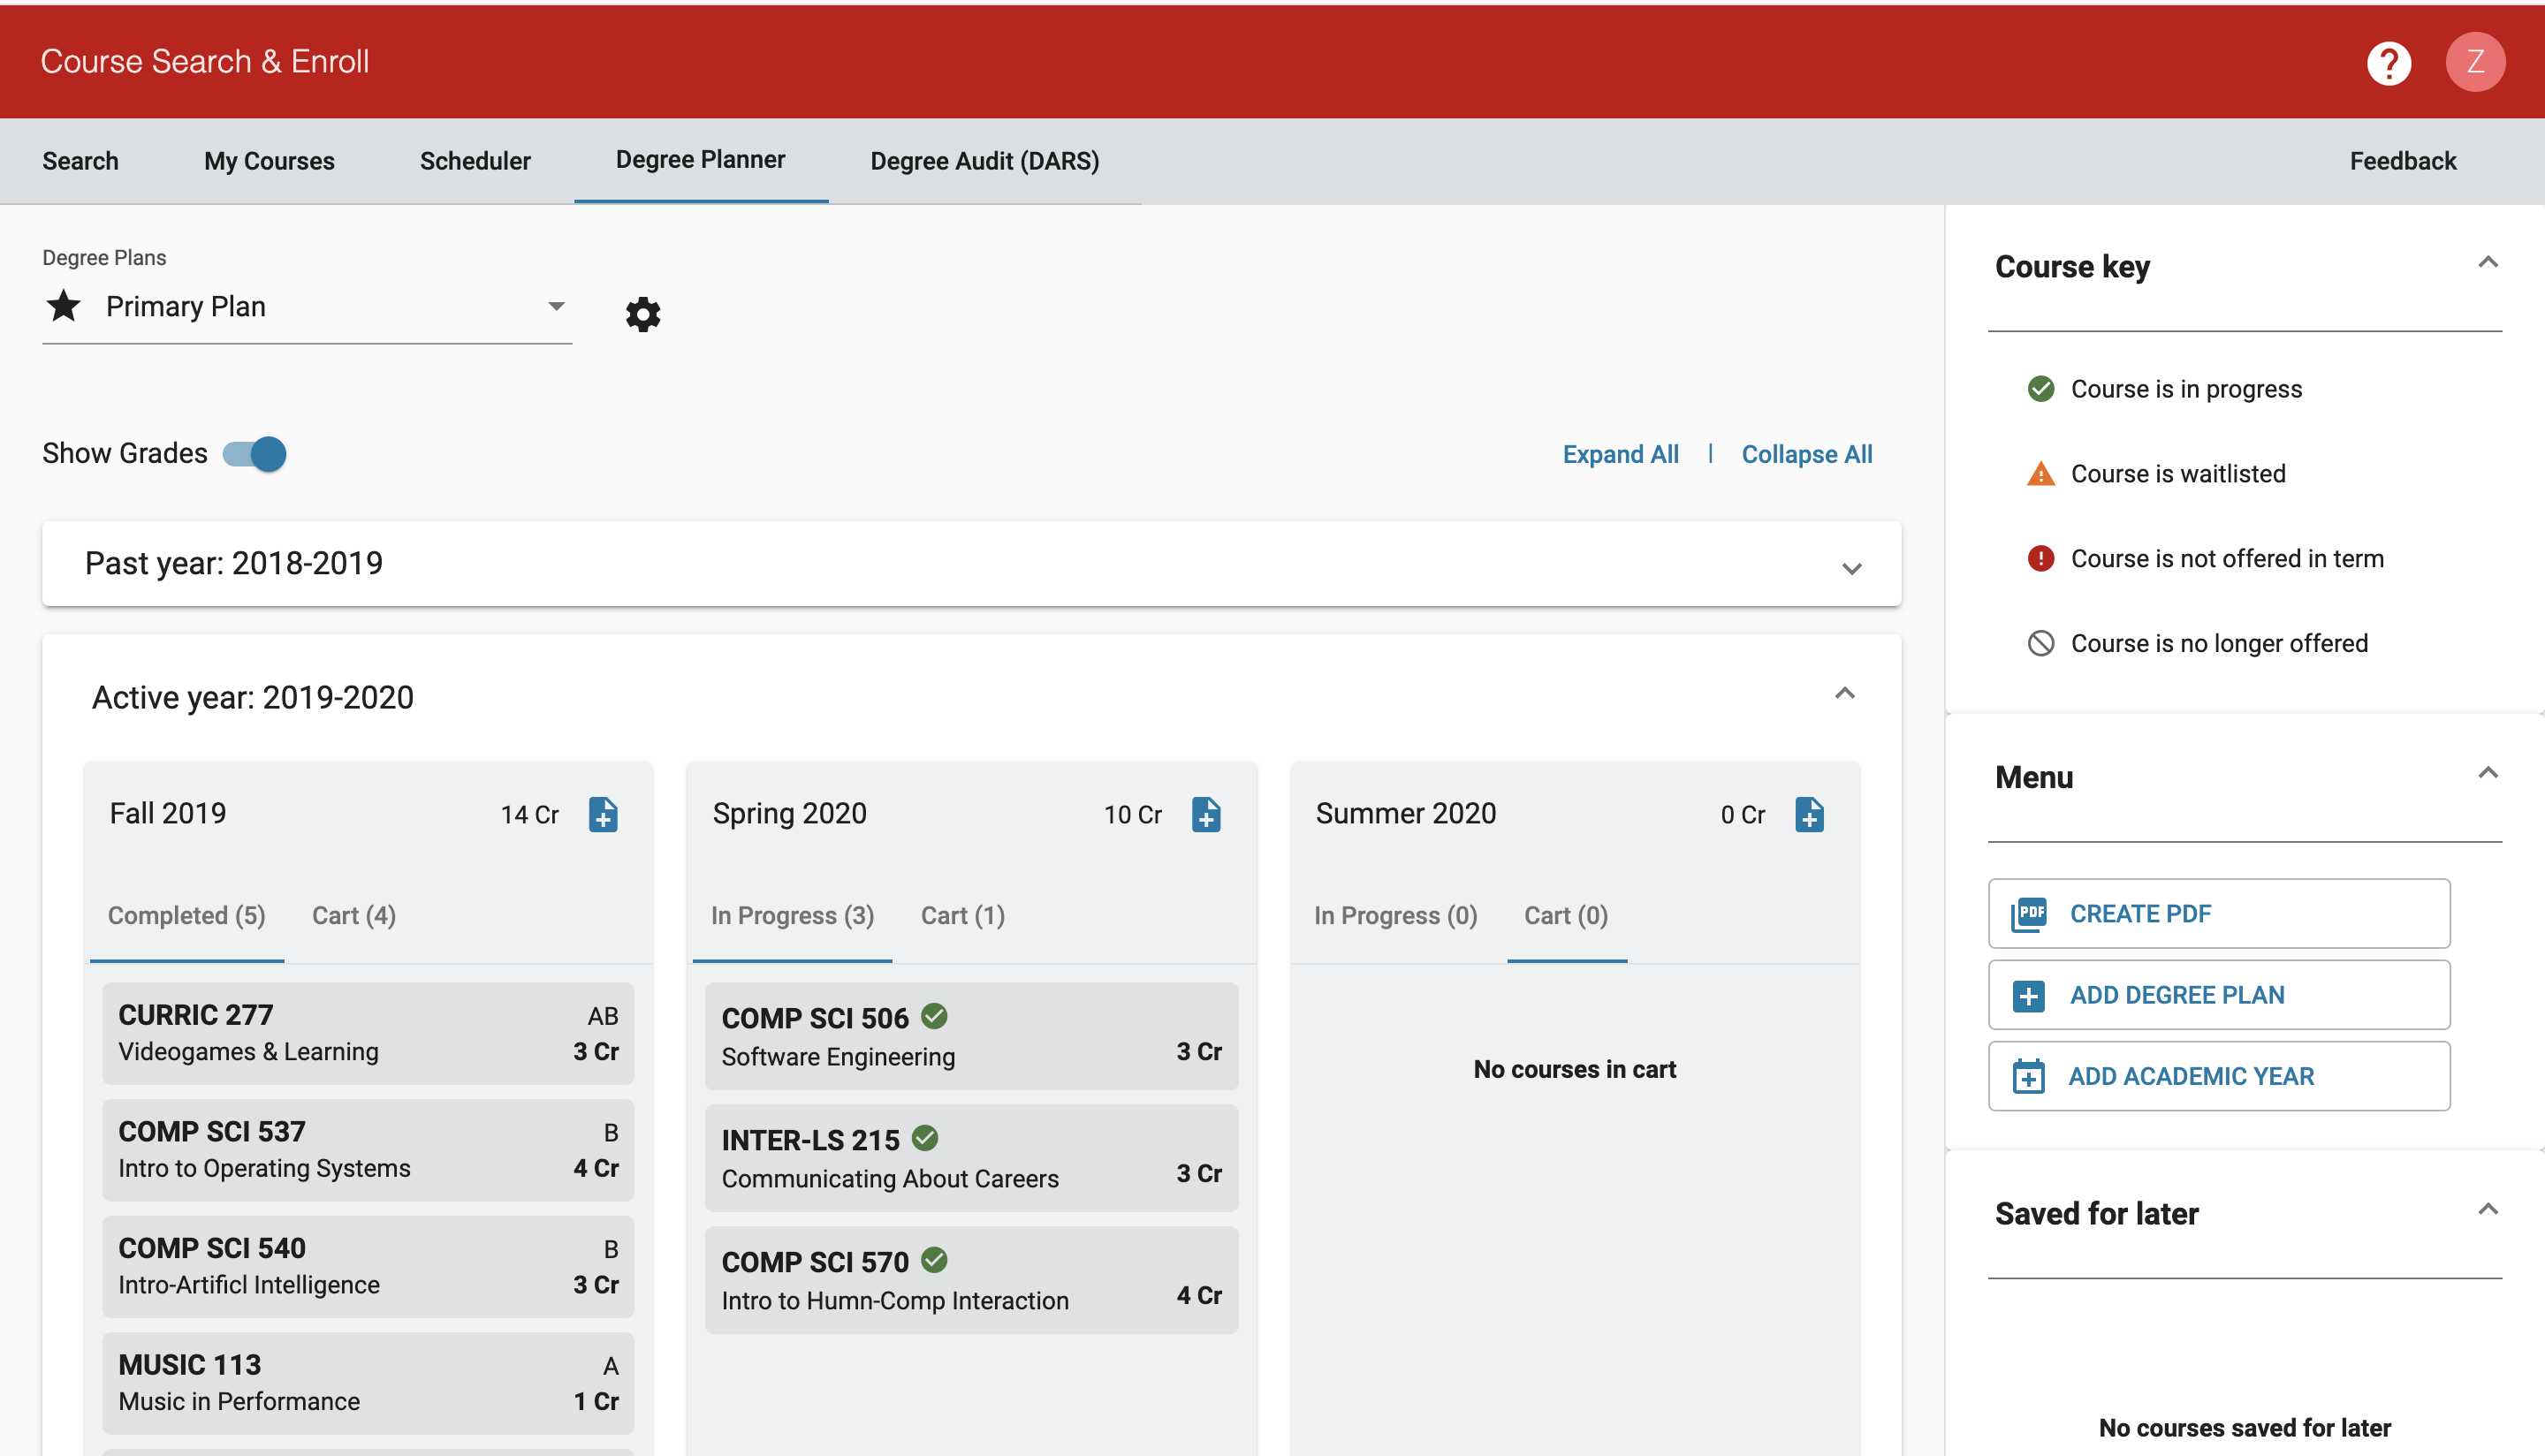 Course Search & Enroll
Z
Search
My Courses
Scheduler
Degree Planner
Degree Audit (DARS)
Feedback
Degree Plans
Primary Plan
Show Grades
Expand All | Collapse All
Past year: 2018-2019
Active year: 2019-2020
Fall 2019
14 Cr
Completed (5)
Cart (4)
CURRIC 277
AB
Videogames & Learning
3 Cr
COMP SCI 537
B
Intro to Operating Systems
4 Cr
COMP SCI 540
B
Intro-Artificl Intelligence
3 Cr
MUSIC 113
A
Music in Performance
1 Cr
Spring 2020
10 Cr
In Progress (3)
Cart (1)
COMP SCI 506
Software Engineering
3 Cr
INTER-LS 215
Communicating About Careers
3 Cr
COMP SCI 570
Intro to Humn-Comp Interaction
4 Cr
Summer 2020
0 Cr
In Progress (0)
Cart (0)
No courses in cart
Course key
Course is in progress
Course is waitlisted
Course is not offered in term
Course is no longer offered
Menu
PDF
CREATE PDF
ADD DEGREE PLAN
ADD ACADEMIC YEAR
Saved for later
No courses saved for later